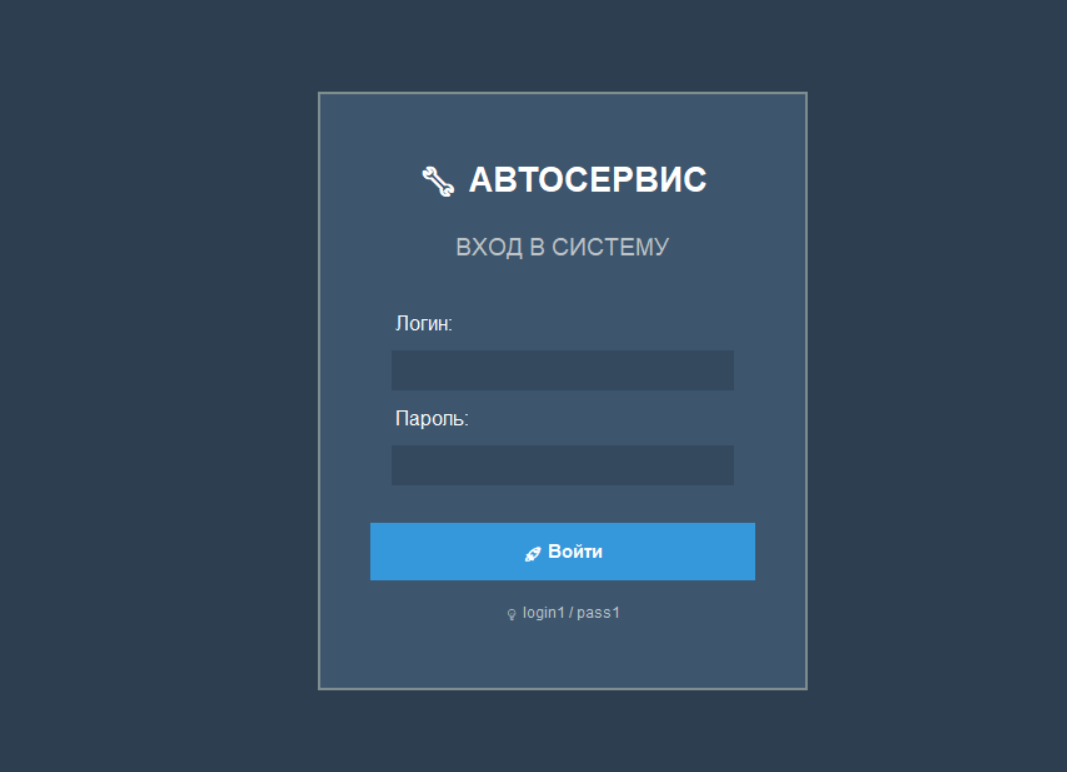 АВТОСЕРВИС
ВХОД В СИСТЕМУ
Логин:
Пароль:
Войти
login1 / pass1